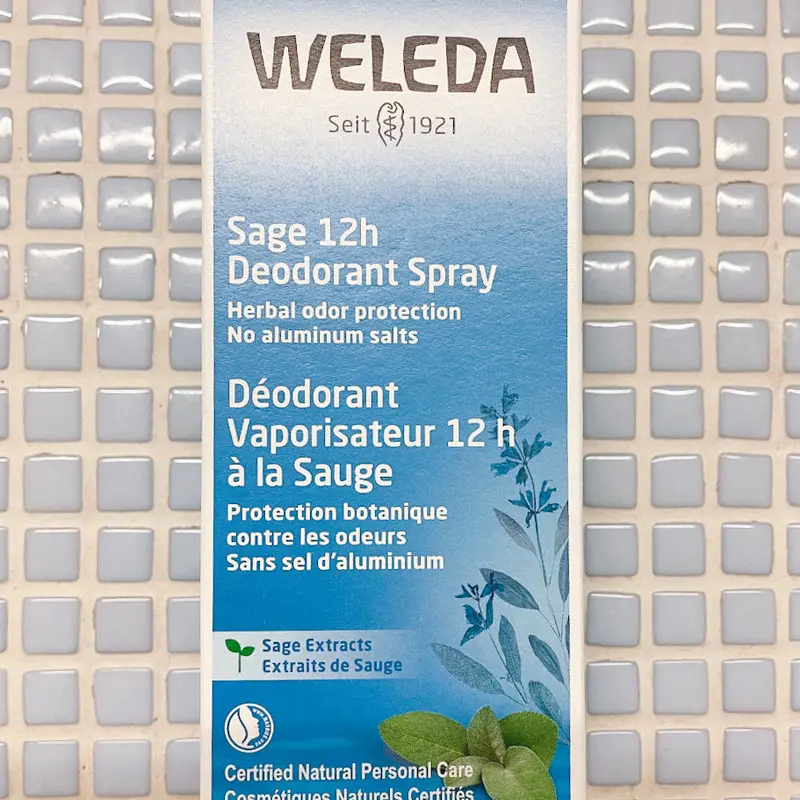 WELEDA
Seit 1921
Sage 12h
Deodorant Spray
Herbal odor protection
No aluminum salts
Déodorant
Vaporisateur 12 h
à la Sauge
Protection botanique
contre les odeurs
Sans sel d'aluminium
Sage Extracts
Extraits de Sauge
Certified Natural Personal Care
Cosmétiques Naturels Certifiés